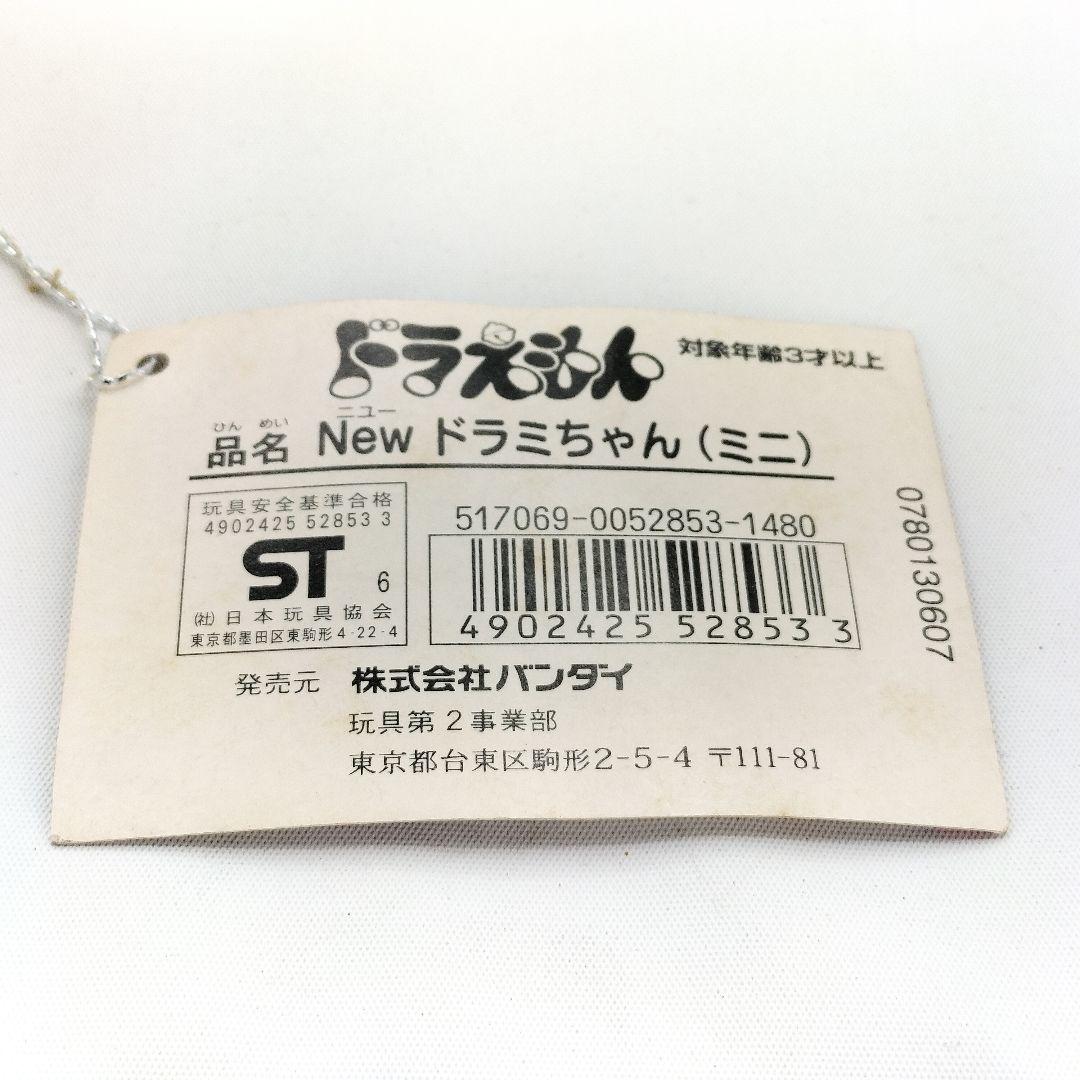 ドラえもん 対象年齢3才以上
ひん めい ニュー
品名 New ドラミちゃん(ミニ)
玩具安全基準合格
4902425 52853 3
ST 6
(社)日本玩具協会
東京都墨田区東駒形4-22-4
517069-0052853-1480
4902425 52853 3
0780130607
発売元 株式会社バンダイ
玩具第2事業部
東京都台東区駒形2-5-4 〒111-81